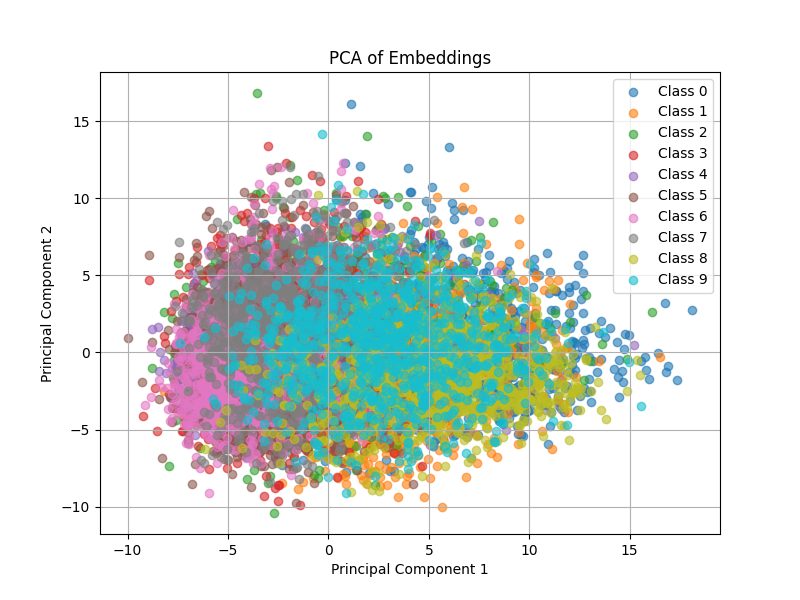 PCA of Embeddings
Class 0
Class 1
Class 2
Class 3
Class 4
Class 5
Class 6
Class 7
Class 8
Class 9
Principal Component 2
15
10
5
0
−5
−10
−10
−5
0
5
10
15
Principal Component 1